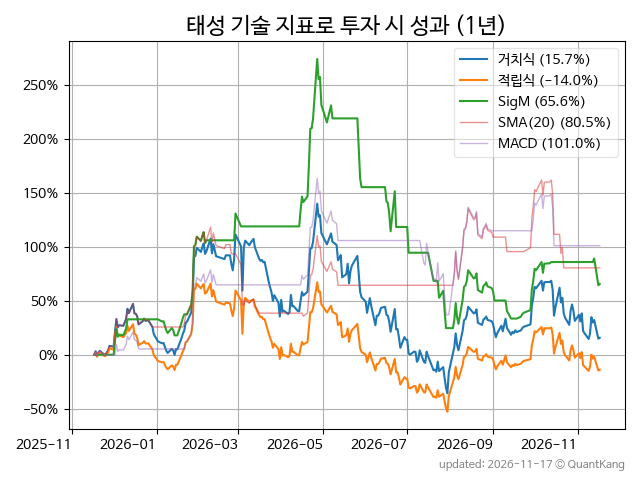 태성 기술 지표로 투자 시 성과 (1년)
거치식 (15.7%)
적립식 (−14.0%)
SigM (65.6%)
SMA(20) (80.5%)
MACD (101.0%)
250%
200%
150%
100%
50%
0%
−50%
2025-11
2026-01
2026-03
2026-05
2026-07
2026-09
2026-11
updated: 2026-11-17 © QuantKang